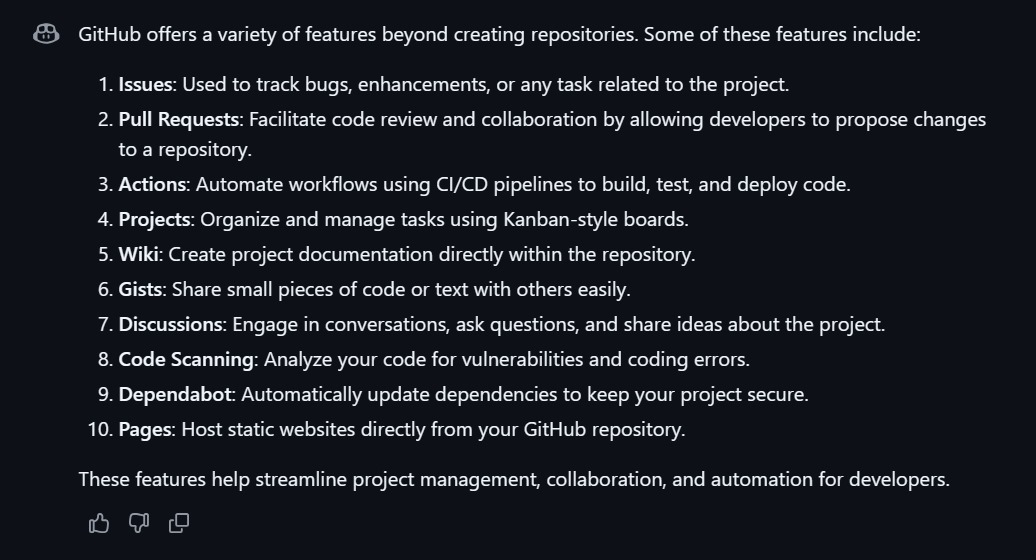 GitHub offers a variety of features beyond creating repositories. Some of these features include:
1. Issues: Used to track bugs, enhancements, or any task related to the project.
2. Pull Requests: Facilitate code review and collaboration by allowing developers to propose changes
to a repository.
3. Actions: Automate workflows using CI/CD pipelines to build, test, and deploy code.
4. Projects: Organize and manage tasks using Kanban-style boards.
5. Wiki: Create project documentation directly within the repository.
6. Gists: Share small pieces of code or text with others easily.
7. Discussions: Engage in conversations, ask questions, and share ideas about the project.
8. Code Scanning: Analyze your code for vulnerabilities and coding errors.
9. Dependabot: Automatically update dependencies to keep your project secure.
10. Pages: Host static websites directly from your GitHub repository.
These features help streamline project management, collaboration, and automation for developers.